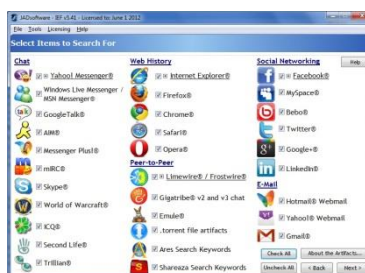 JADsoftware - IEF v5.41 - Licensed to: June 1 2012
File Tools Licensing Help
Select Items to Search For
Help
Chat
Yahoo! Messenger®
Windows Live Messenger /
MSN Messenger®
GoogleTalk®
AIM®
Messenger Plus!®
mIRC®
Skype®
World of Warcraft®
ICQ®
Second Life®
Trillian®
Web History
Internet Explorer®
Firefox®
Chrome®
Safari®
Opera®
Peer-to-Peer
Limewire® / Frostwire®
Gigatribe® v2 and v3 chat
Emule®
.torrent file artifacts
Ares Search Keywords
Shareaza Search Keywords
Social Networking
Facebook®
MySpace®
Bebo®
Twitter®
Google+®
LinkedIn®
E-Mail
Hotmail® Webmail
Yahoo!® Webmail
Gmail®
Check All
About the Artifacts...
Uncheck All
< Back
Next >